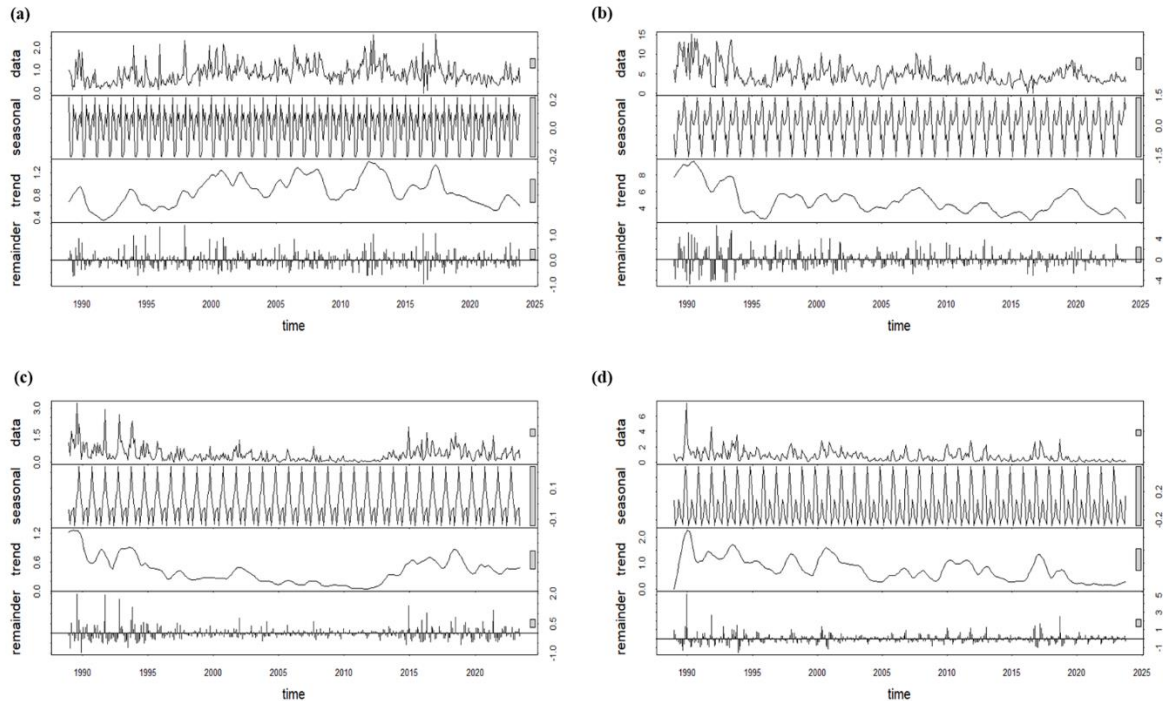 (a)
data
0.0 1.0 2.0
seasonal
-0.2 0.0 0.2
trend
0.4 0.8 1.2
remainder
-1.0 0.0 1.0
1990 1995 2000 2005 2010 2015 2020 2025
time
(b)
data
0 5 10 15
seasonal
-1.5 0.0 1.5
trend
4 6 8
remainder
-4 0 4
1990 1995 2000 2005 2010 2015 2020 2025
time
(c)
data
0.0 1.5 3.0
seasonal
-0.1 0.1
trend
0.0 0.6 1.2
remainder
-1.0 0.5 2.0
1990 1995 2000 2005 2010 2015 2020
time
(d)
data
0 2 4 6
seasonal
-0.2 0.2
trend
0.0 1.0 2.0
remainder
-1 1 3 5
1990 1995 2000 2005 2010 2015 2020 2025
time